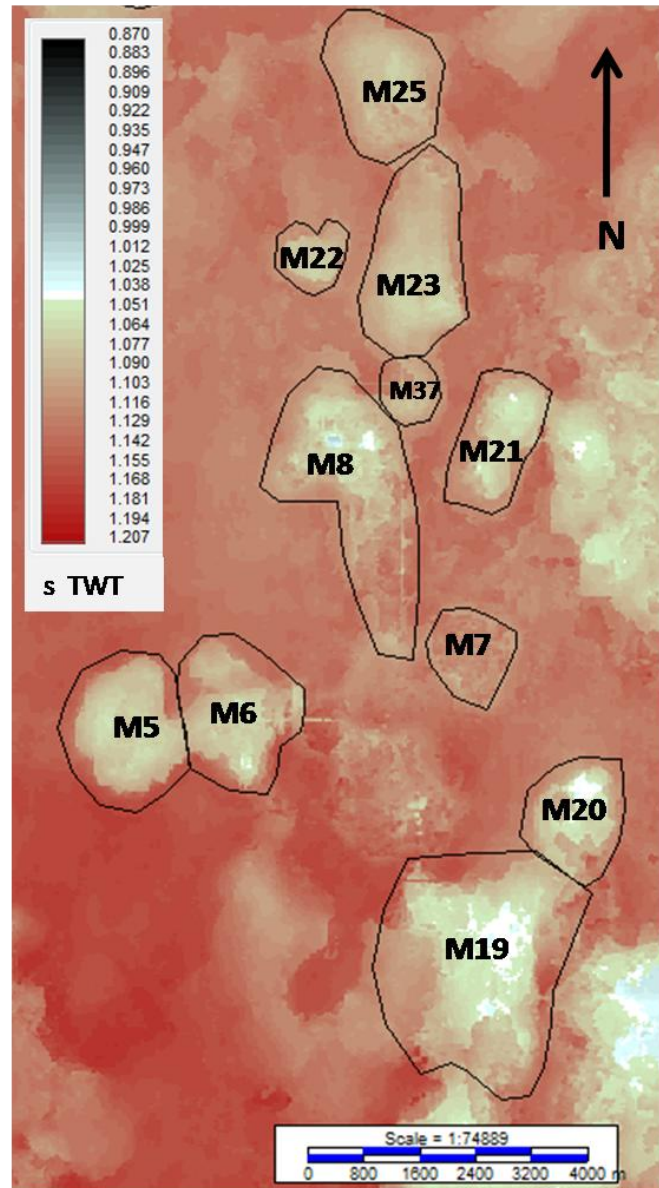 0.870
0.883
0.896
0.909
0.922
0.935
0.947
0.960
0.973
0.986
0.999
1.012
1.025
1.038
1.051
1.064
1.077
1.090
1.103
1.116
1.129
1.142
1.155
1.168
1.181
1.194
1.207
s TWT
M25
N
M22
M23
M37
M8
M21
M7
M5
M6
M20
M19
Scale = 1:74889
0 800 1600 2400 3200 4000 m